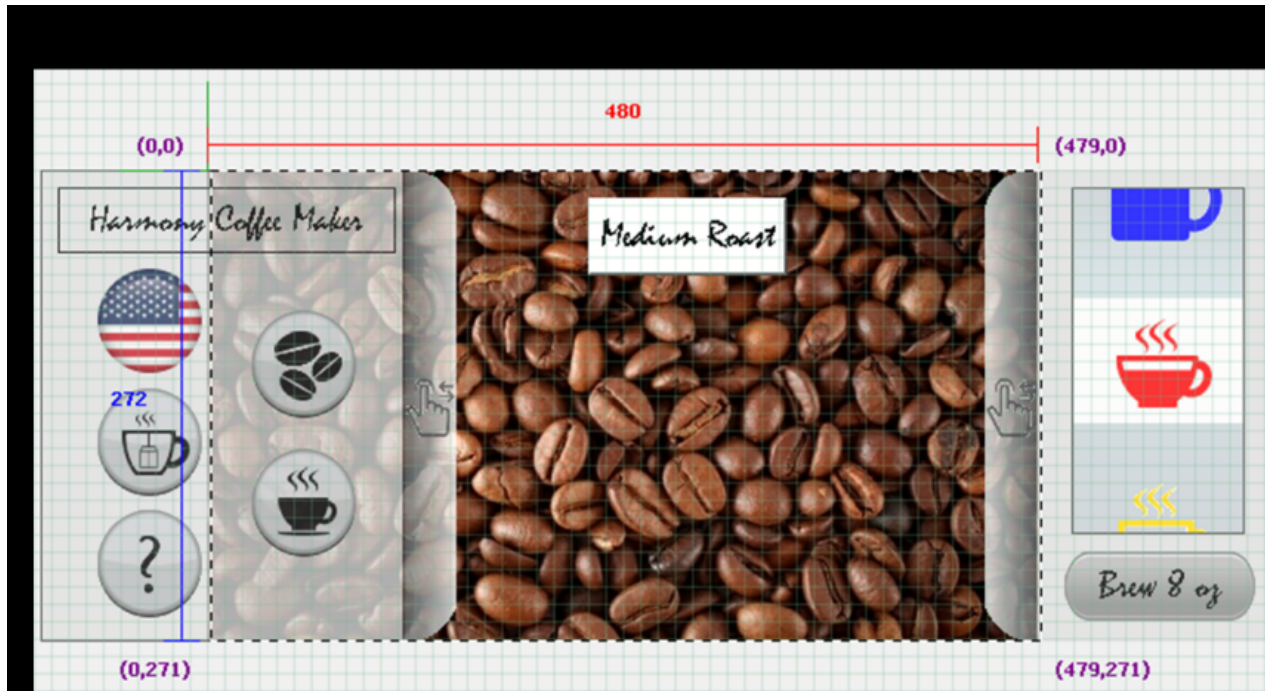 480
(0,0)
(479,0)
Harmony Coffee Maker
Medium Roast
272
?
Brew 8 oz
(0,271)
(479,271)